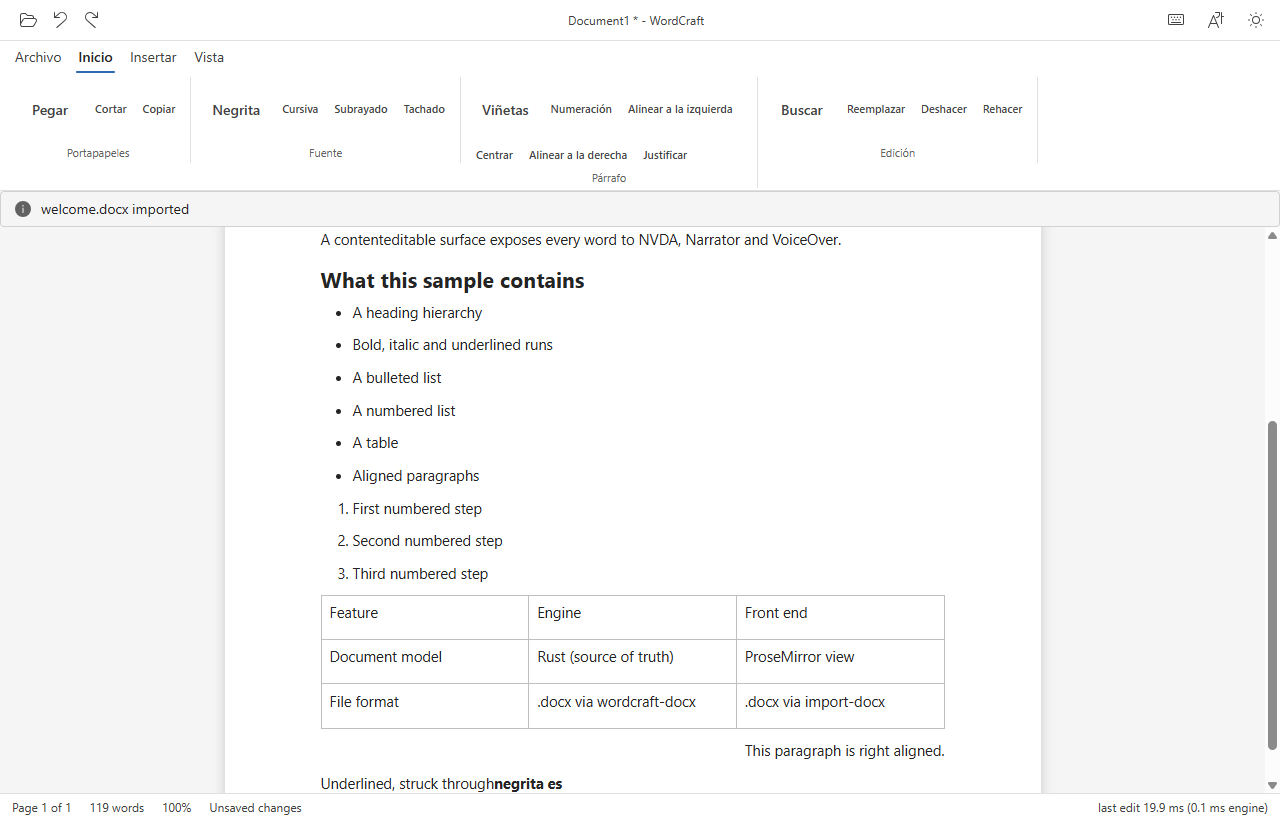 Document1 * - WordCraft
Archivo Inicio Insertar Vista
Pegar Cortar Copiar
Portapapeles
Negrita Cursiva Subrayado Tachado
Fuente
Viñetas Numeración Alinear a la izquierda
Centrar Alinear a la derecha Justificar
Párrafo
Buscar Reemplazar Deshacer Rehacer
Edición
welcome.docx imported
A contenteditable surface exposes every word to NVDA, Narrator and VoiceOver.
What this sample contains
• A heading hierarchy
• Bold, italic and underlined runs
• A bulleted list
• A numbered list
• A table
• Aligned paragraphs
1. First numbered step
2. Second numbered step
3. Third numbered step
Feature Engine Front end
Document model Rust (source of truth) ProseMirror view
File format .docx via wordcraft-docx .docx via import-docx
This paragraph is right aligned.
Underlined, struck throughnegrita es
Page 1 of 1 119 words 100% Unsaved changes last edit 19.9 ms (0.1 ms engine)